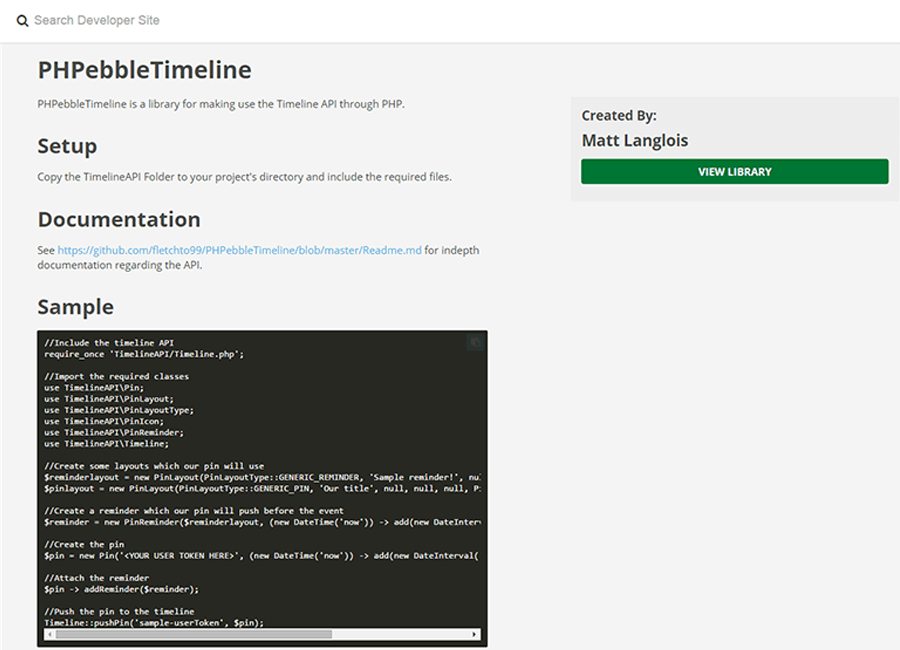 Search Developer Site
PHPebbleTimeline
PHPebbleTimeline is a library for making use the Timeline API through PHP.
Created By:
Matt Langlois
VIEW LIBRARY
Setup
Copy the TimelineAPI Folder to your project's directory and include the required files.
Documentation
See https://github.com/fletchto99/PHPebbleTimeline/blob/master/Readme.md for indepth
documentation regarding the API.
Sample
//Include the timeline API
require_once 'TimelineAPI/Timeline.php';
//Import the required classes
use TimelineAPI\Pin;
use TimelineAPI\PinLayout;
use TimelineAPI\PinLayoutType;
use TimelineAPI\PinIcon;
use TimelineAPI\PinReminder;
use TimelineAPI\Timeline;
//Create some layouts which our pin will use
$reminderlayout = new PinLayout(PinLayoutType::GENERIC_REMINDER, 'Sample reminder!', nu
$pinlayout = new PinLayout(PinLayoutType::GENERIC_PIN, 'Our title', null, null, null, P
//Create a reminder which our pin will push before the event
$reminder = new PinReminder($reminderlayout, (new DateTime('now')) -> add(new DateInter
//Create the pin
$pin = new Pin('<YOUR USER TOKEN HERE>', (new DateTime('now')) -> add(new DateInterval(
//Attach the reminder
$pin -> addReminder($reminder);
//Push the pin to the timeline
Timeline::pushPin('sample-userToken', $pin);